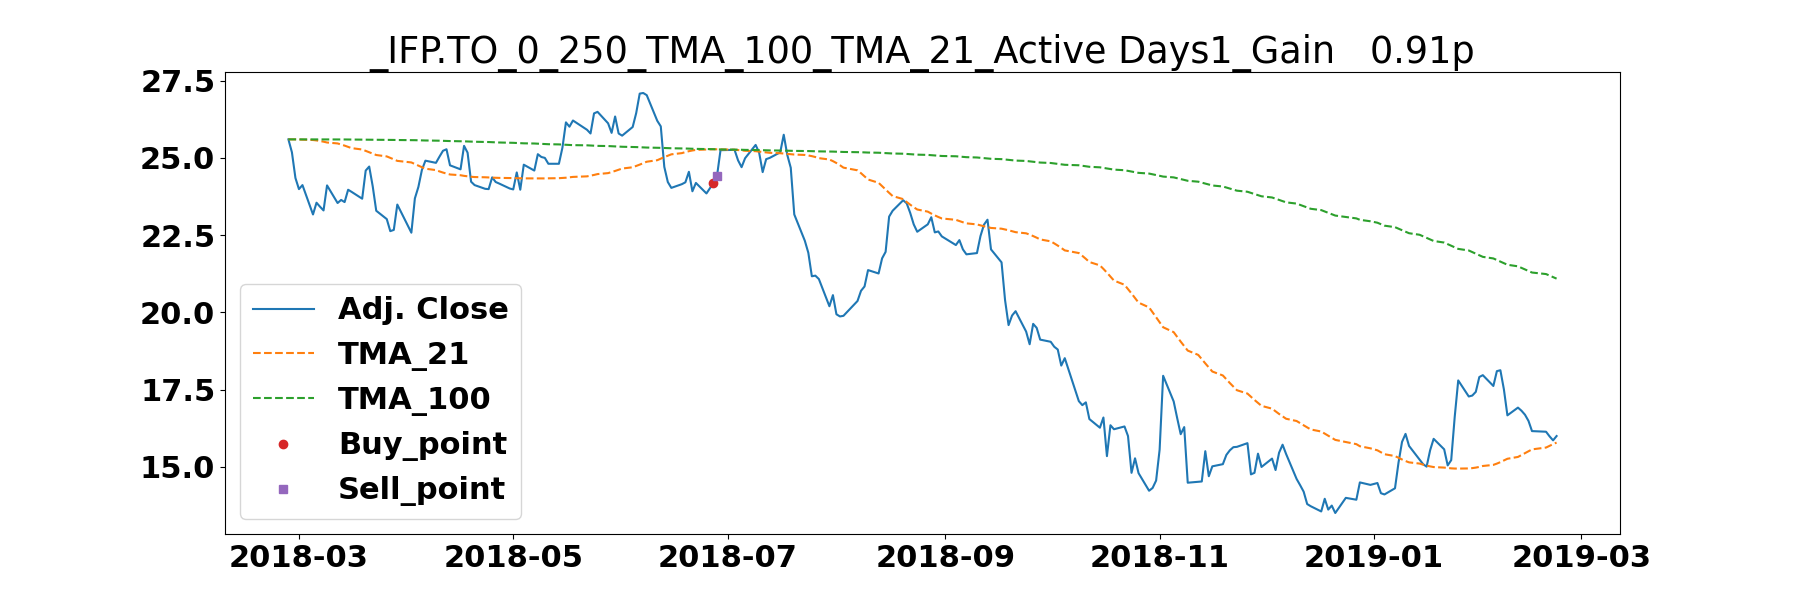 _IFP.TO_0_250_TMA_100_TMA_21_Active Days1_Gain   0.91p
27.5
25.0
22.5
20.0
17.5
15.0
Adj. Close
TMA_21
TMA_100
Buy_point
Sell_point
2018-03 2018-05 2018-07 2018-09 2018-11 2019-01 2019-03